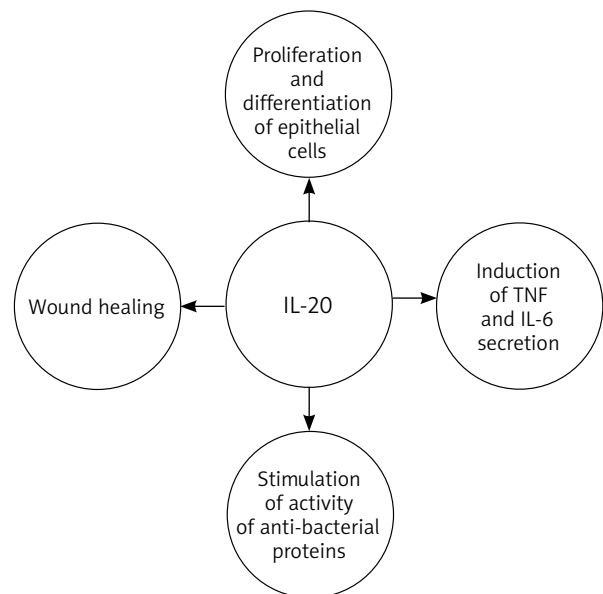 Proliferation
and
differentiation
of epithelial
cells
Wound healing
IL-20
Induction
of TNF
and IL-6
secretion
Stimulation
of activity
of anti-bacterial
proteins